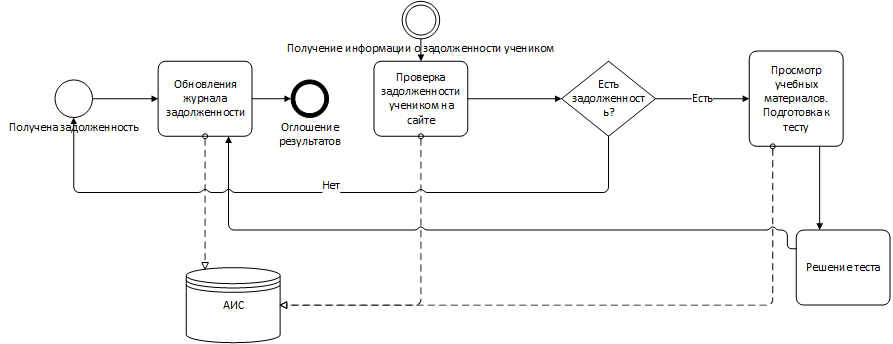 Получение информации о задолженности учеником
Обновления
журнала
задолженности
Проверка
задолженности
учеником на
сайте
Есть
задолженност
ь?
Есть
Просмотр
учебных
материалов.
Подготовка к
тесту
Получена задолженность
Оглошение
результатов
Нет
Решение теста
АИС